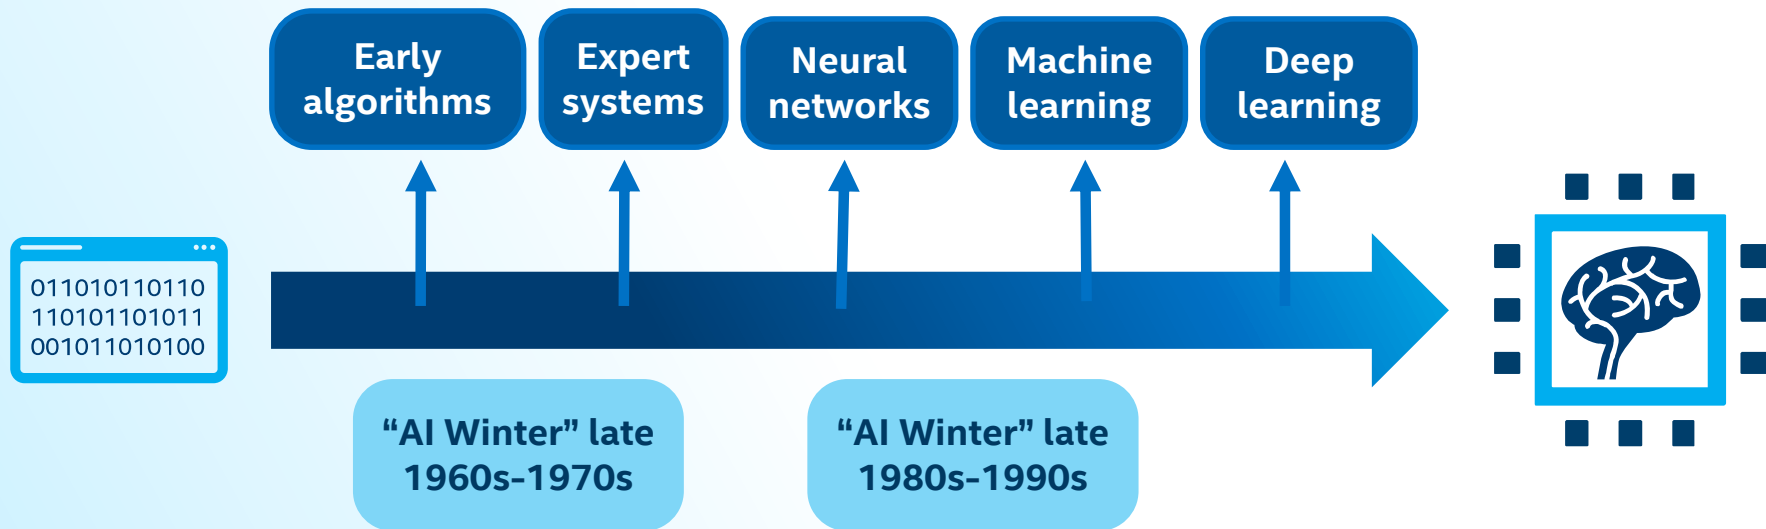 Early
algorithms
Expert
systems
Neural
networks
Machine
learning
Deep
learning
011010110110
110101101011
001011010100
“AI Winter” late
1960s-1970s
“AI Winter” late
1980s-1990s